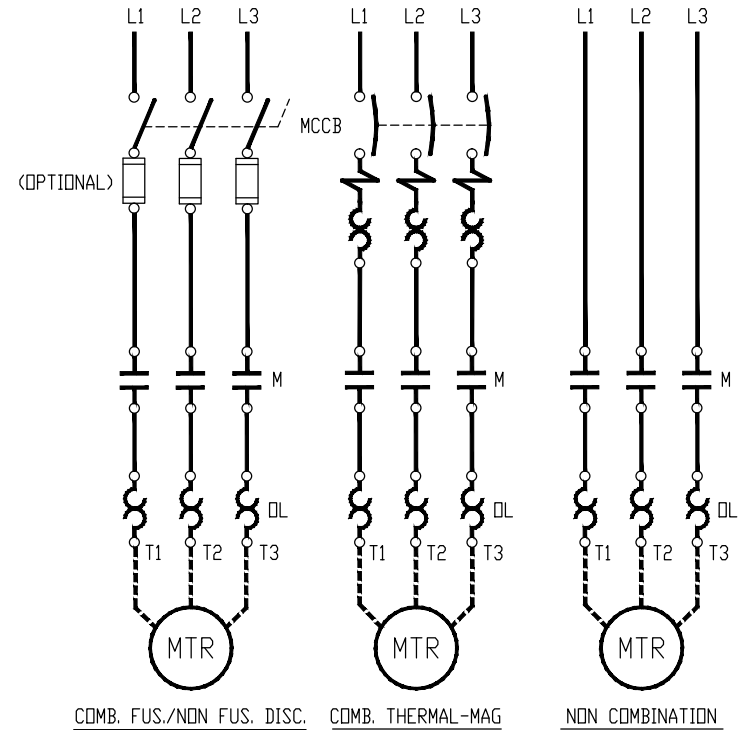 L1 L2 L3 L1 L2 L3 L1 L2 L3
MCCB
(OPTIONAL)
M M M
OL OL OL
T1 T2 T3 T1 T2 T3 T1 T2 T3
MTR MTR MTR
COMB. FUS./NON FUS. DISC. COMB. THERMAL-MAG NON COMBINATION